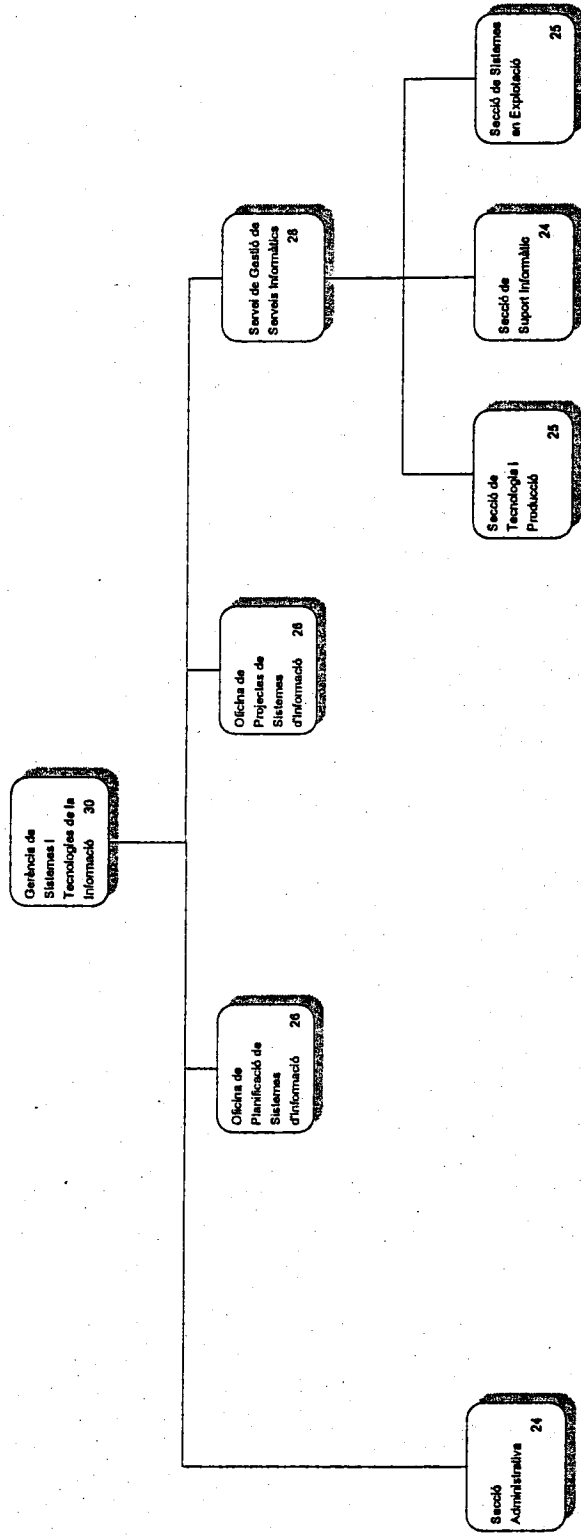 Gerència de
Sistemes i
Tecnologies de la
Informació 30
Oficina de
Planificació de
Sistemes
d'Informació 26
Oficina de
Projectes de
Sistemes
d'Informació 26
Servei de Gestió de
Serveis Informàtics
28
Secció
Administrativa
24
Secció de
Tecnologia i
Producció
25
Secció de
Suport Informàtic
24
Secció de Sistemes
en Explotació
25